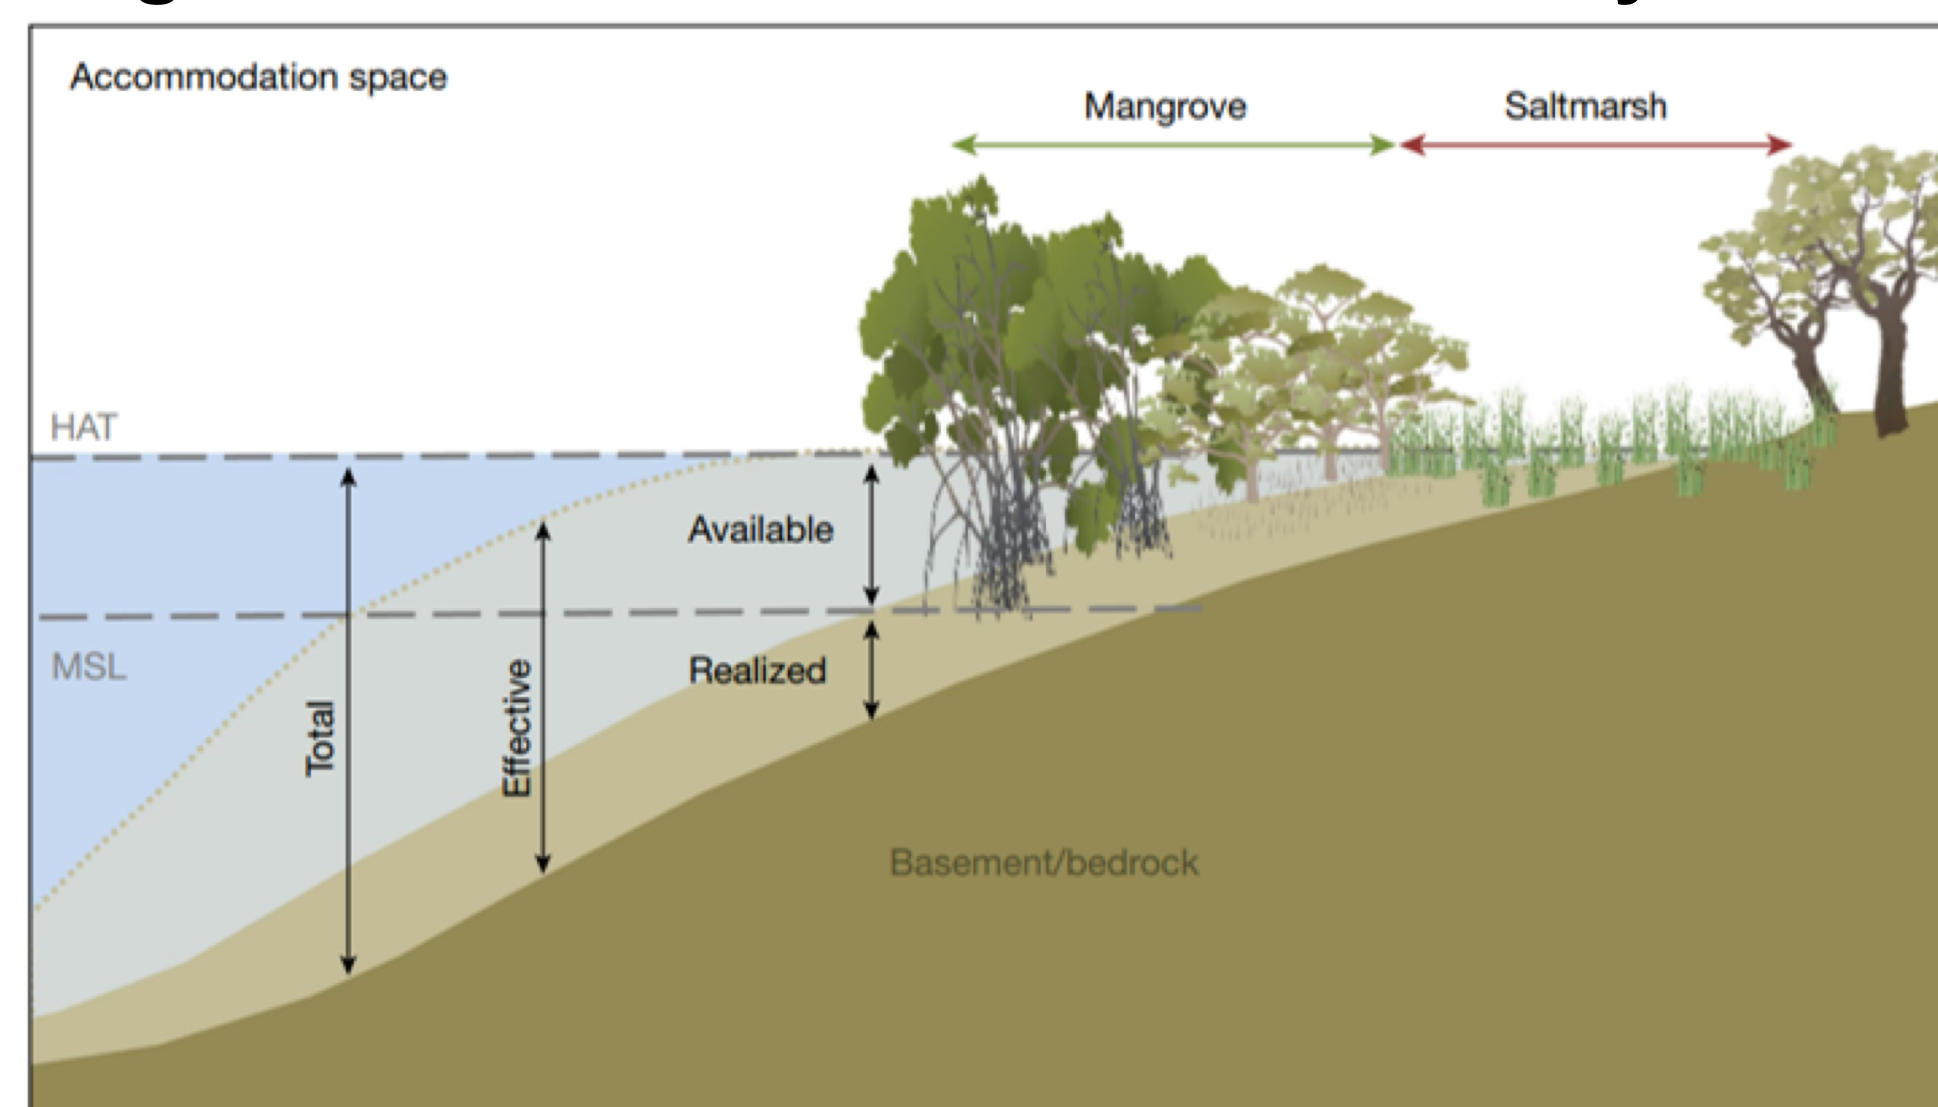 Accommodation space
Mangrove
Saltmarsh
HAT
Available
MSL
Realized
Total
Effective
Basement/bedrock